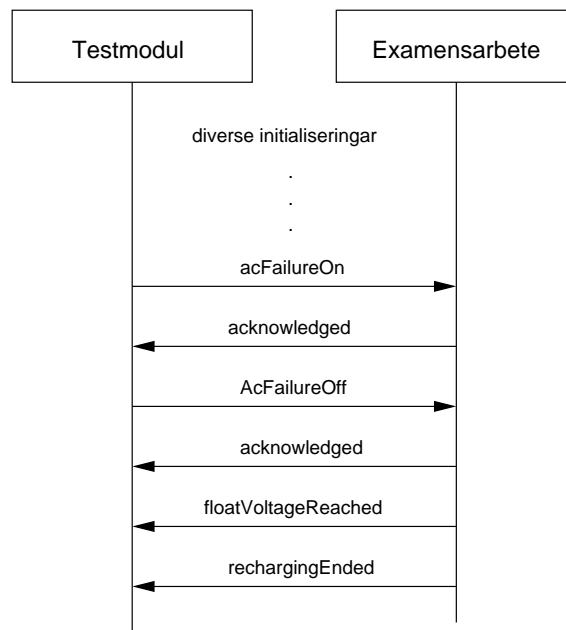 Testmodul
Examensarbete
diverse initialiseringar
.
.
.
acFailureOn
acknowledged
AcFailureOff
acknowledged
floatVoltageReached
rechargingEnded